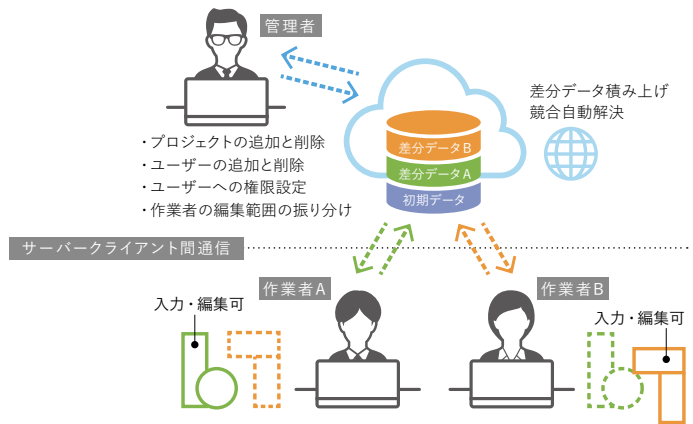 管理者
差分データ積み上げ
競合自動解決
差分データB
差分データA
初期データ
・プロジェクトの追加と削除
・ユーザーの追加と削除
・ユーザーへの権限設定
・作業者の編集範囲の振り分け
サーバークライアント間通信
作業者A
作業者B
入力・編集可
入力・編集可